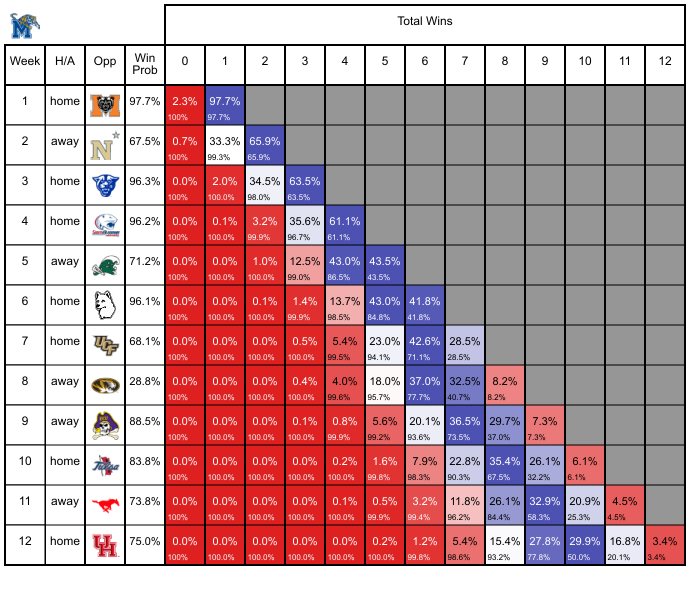 Total Wins
Week H/A Opp Win Prob 0 1 2 3 4 5 6 7 8 9 10 11 12
1 home 97.7% 2.3% 97.7%
100% 97.7%
2 away 67.5% 0.7% 33.3% 65.9%
100% 99.3% 65.9%
3 home 96.3% 0.0% 2.0% 34.5% 63.5%
100% 100.0% 98.0% 63.5%
4 home 96.2% 0.0% 0.1% 3.2% 35.6% 61.1%
100% 100.0% 99.9% 96.7% 61.1%
5 away 71.2% 0.0% 0.0% 1.0% 12.5% 43.0% 43.5%
100% 100.0% 100.0% 99.0% 86.5% 43.5%
6 home 96.1% 0.0% 0.0% 0.1% 1.4% 13.7% 43.0% 41.8%
100% 100.0% 100.0% 99.9% 98.5% 84.8% 41.8%
7 home 68.1% 0.0% 0.0% 0.0% 0.5% 5.4% 23.0% 42.6% 28.5%
100% 100.0% 100.0% 100.0% 99.5% 94.1% 71.1% 28.5%
8 away 28.8% 0.0% 0.0% 0.0% 0.4% 4.0% 18.0% 37.0% 32.5% 8.2%
100% 100.0% 100.0% 100.0% 99.6% 95.7% 77.7% 40.7% 8.2%
9 away 88.5% 0.0% 0.0% 0.0% 0.1% 0.8% 5.6% 20.1% 36.5% 29.7% 7.3%
100% 100.0% 100.0% 100.0% 99.9% 99.2% 93.6% 73.5% 37.0% 7.3%
10 home 83.8% 0.0% 0.0% 0.0% 0.0% 0.2% 1.6% 7.9% 22.8% 35.4% 26.1% 6.1%
100% 100.0% 100.0% 100.0% 100.0% 99.8% 98.3% 90.3% 67.5% 32.2% 6.1%
11 away 73.8% 0.0% 0.0% 0.0% 0.0% 0.1% 0.5% 3.2% 11.8% 26.1% 32.9% 20.9% 4.5%
100% 100.0% 100.0% 100.0% 100.0% 99.9% 99.4% 96.2% 84.4% 58.3% 25.3% 4.5%
12 home 75.0% 0.0% 0.0% 0.0% 0.0% 0.0% 0.2% 1.2% 5.4% 15.4% 27.8% 29.9% 16.8% 3.4%
100% 100.0% 100.0% 100.0% 100.0% 100.0% 99.8% 98.6% 93.2% 77.8% 50.0% 20.1% 3.4%